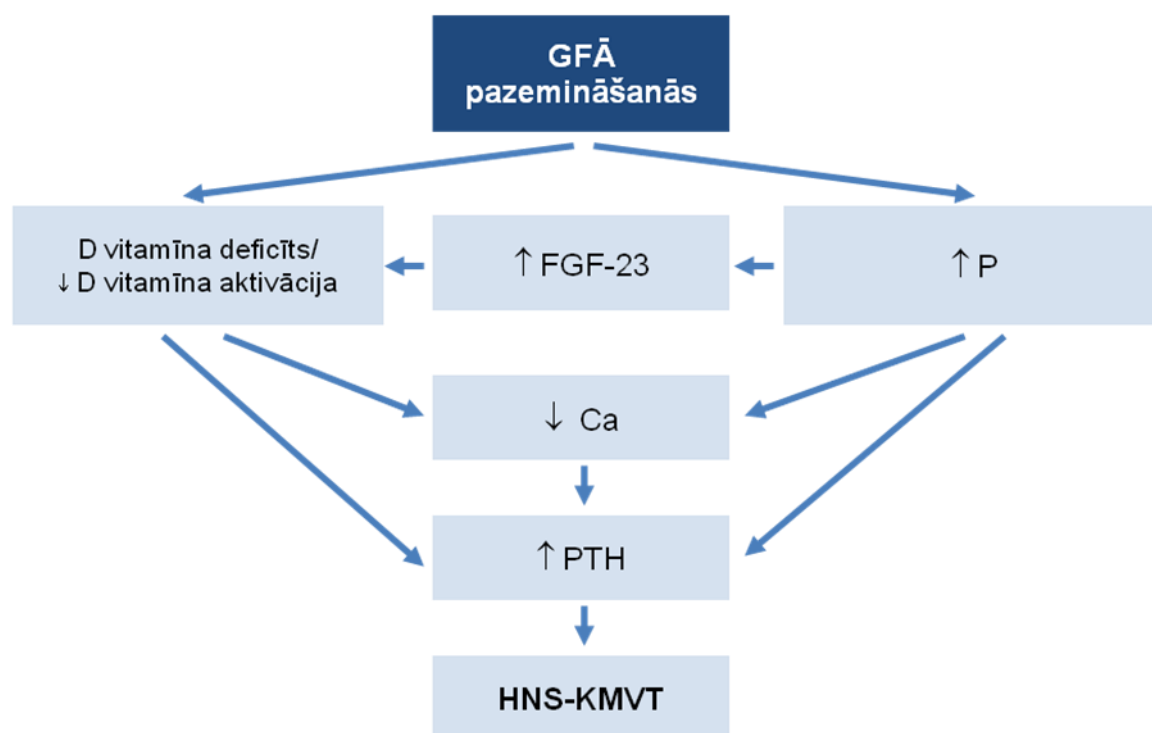 GFĀ
pazemināšanās
D vitamīna deficīts/
↓ D vitamīna aktivācija
↑ FGF-23
↑ P
↓ Ca
↑ PTH
HNS-KMVT